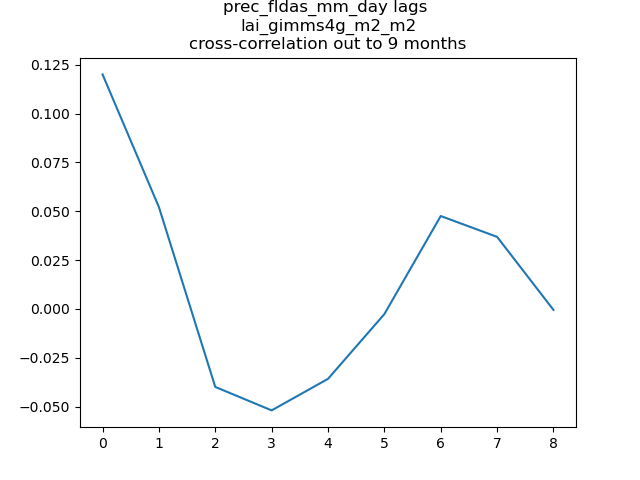 prec_fldas_mm_day lags
lai_gimms4g_m2_m2
cross-correlation out to 9 months
0.125
0.100
0.075
0.050
0.025
0.000
−0.025
−0.050
0 1 2 3 4 5 6 7 8